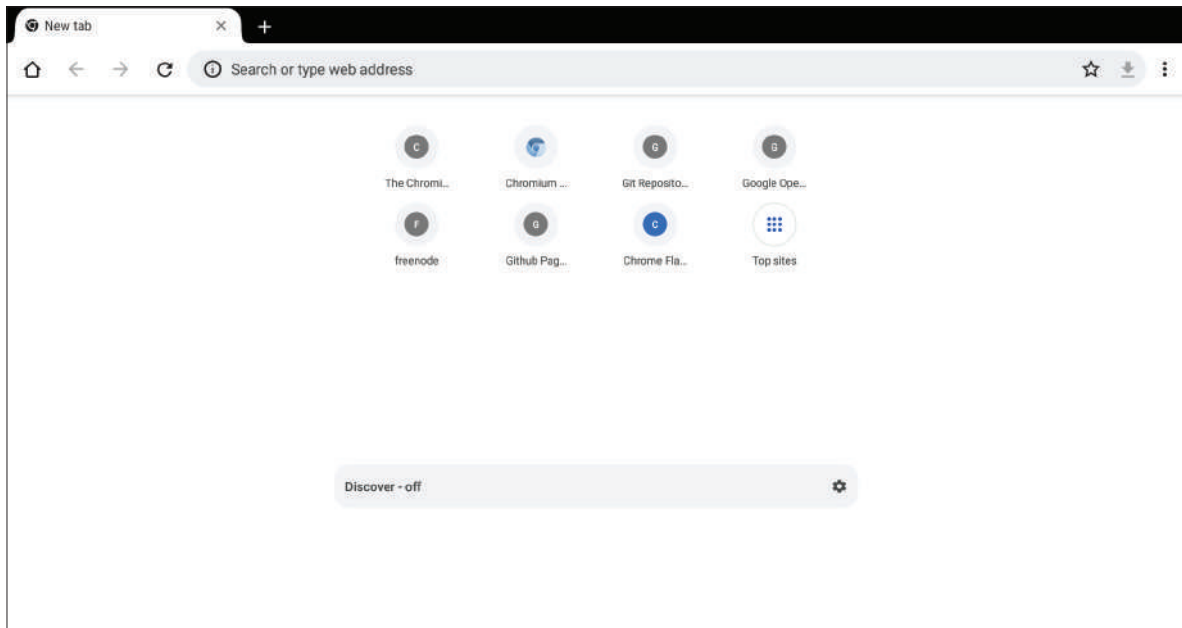 New tab
Search or type web address
C
G
G
The Chromi...
Chromium ...
Git Reposito...
Google Ope...
F
G
C
freenode
Github Pag...
Chrome Fla...
Top sites
Discover - off